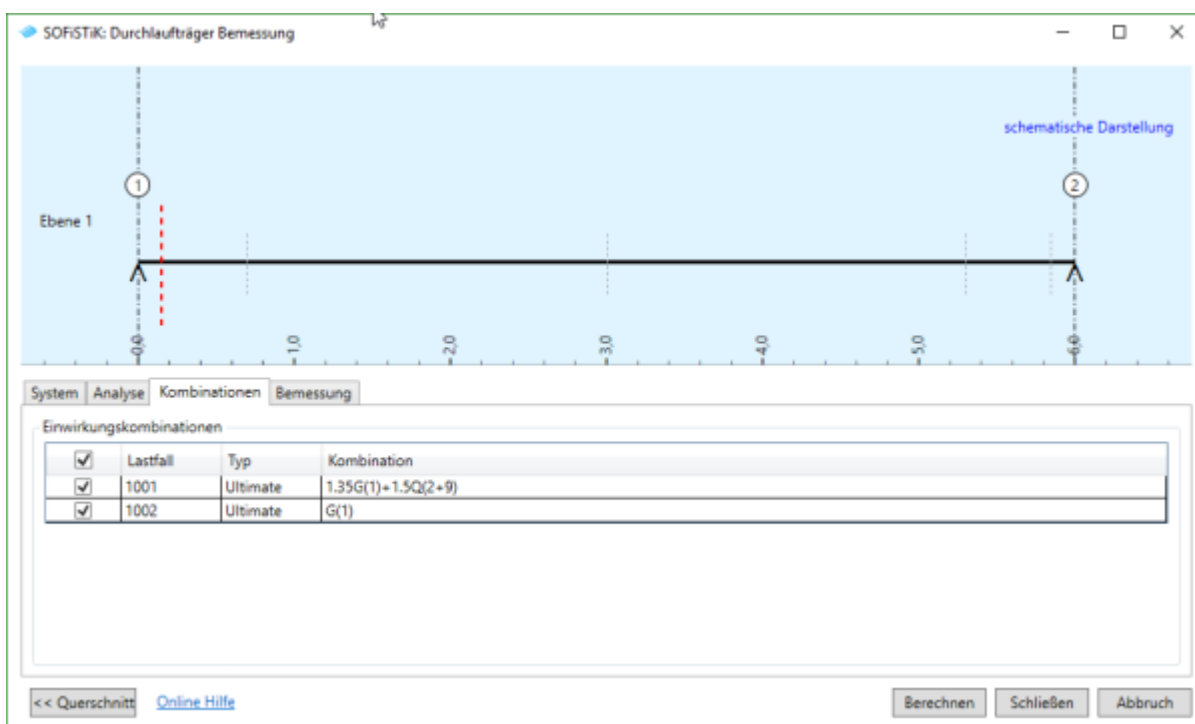 SOFiSTiK: Durchlaufträger Bemessung
schematische Darstellung
1 2
Ebene 1
0,0 1,0 2,0 3,0 4,0 5,0 6,0
System Analyse Kombinationen Bemessung
Einwirkungskombinationen
Lastfall Typ Kombination
1001 Ultimate 1.35G(1)+1.5Q(2+9)
1002 Ultimate G(1)
<< Querschnitt Online Hilfe Berechnen Schließen Abbruch